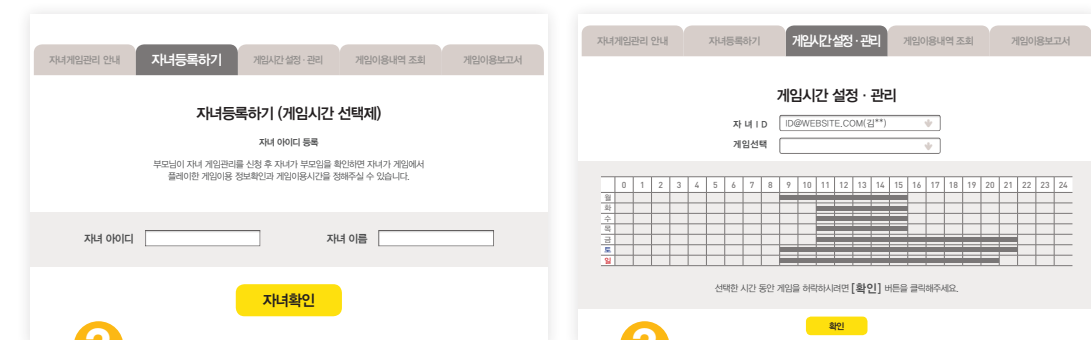 자녀게임관리 안내
자녀등록하기
게임시간 설정 · 관리
게임이용내역 조회
게임이용보고서
자녀등록하기 (게임시간 선택제)
자녀 아이디 등록
부모님이 자녀 게임관리를 신청 후 자녀가 부모임을 확인하면 자녀가 게임에서
플레이한 게임이용 정보확인과 게임이용시간을 정해주실 수 있습니다.
자녀 아이디
자녀 이름
자녀확인
자녀게임관리 안내
자녀등록하기
게임시간 설정 · 관리
게임이용내역 조회
게임이용보고서
게임시간 설정 · 관리
자 녀 I D
ID@WEBSITE.COM(김**)
게임선택
0 1 2 3 4 5 6 7 8 9 10 11 12 13 14 15 16 17 18 19 20 21 22 23 24
월
화
수
목
금
토
일
선택한 시간 동안 게임을 허락하시려면 [확인] 버튼을 클릭해주세요.
확인